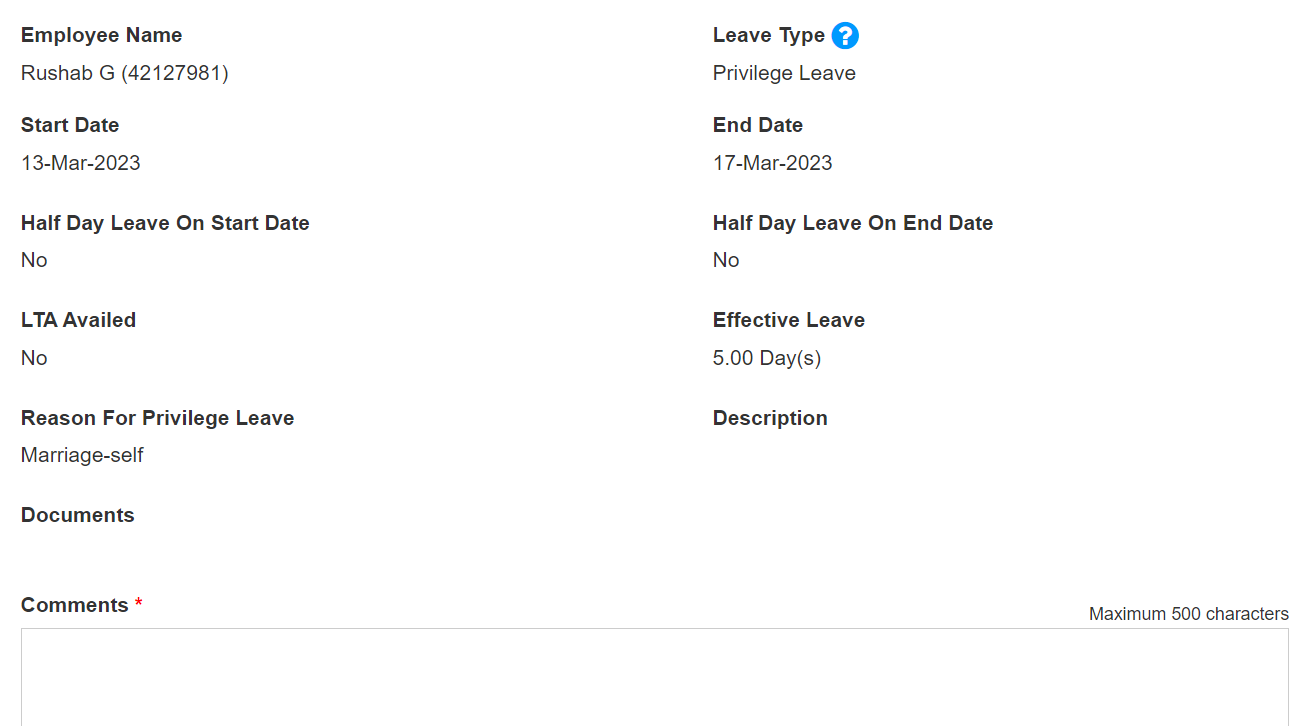 Employee Name
Rushab G (42127981)
Leave Type ?
Privilege Leave
Start Date
13-Mar-2023
End Date
17-Mar-2023
Half Day Leave On Start Date
No
Half Day Leave On End Date
No
LTA Availed
No
Effective Leave
5.00 Day(s)
Reason For Privilege Leave
Marriage-self
Description
Documents
Comments *
Maximum 500 characters